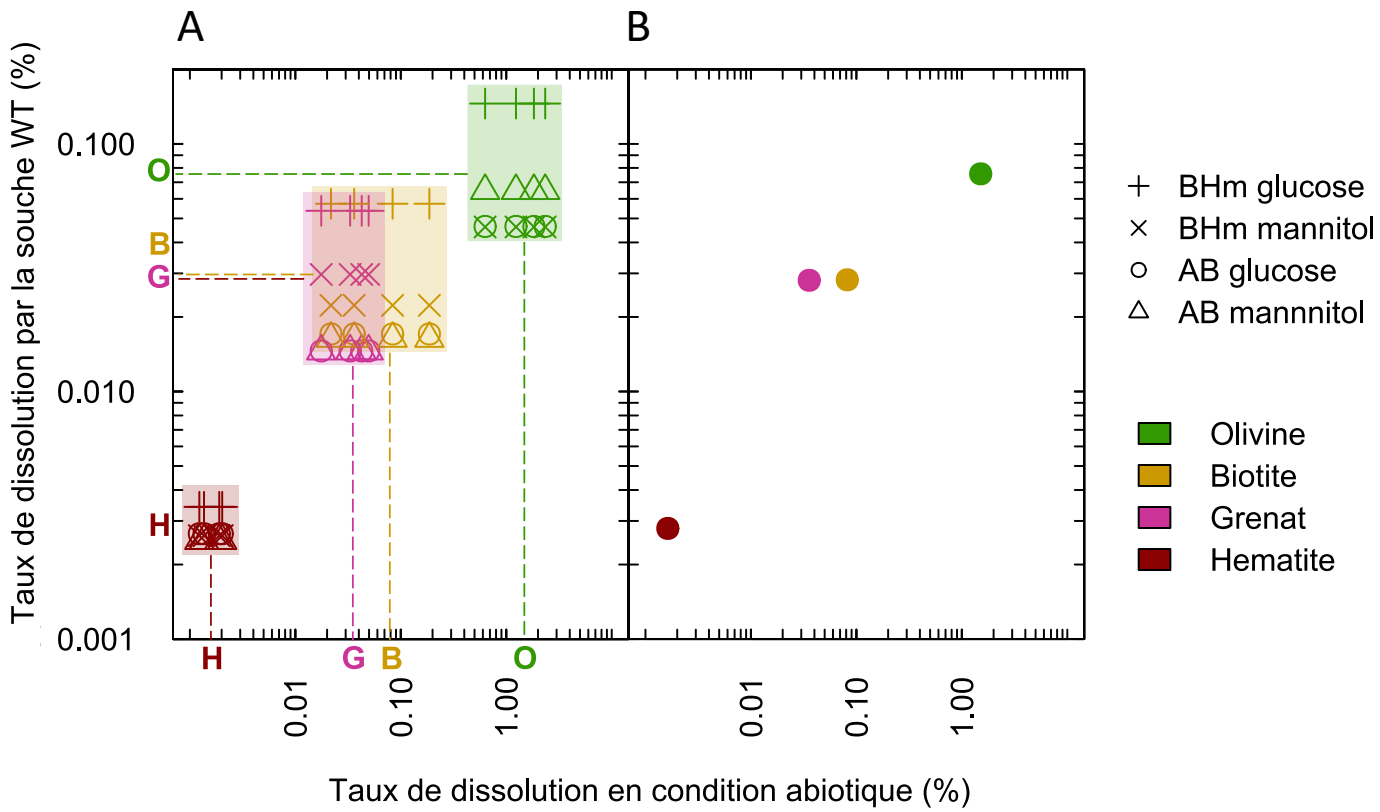 A
B
Taux de dissolution par la souche WT (%)
0.100
0.010
0.001
O
B
G
H
H
G
B
O
0.01
0.10
1.00
0.01
0.10
1.00
Taux de dissolution en condition abiotique (%)
BHm glucose
BHm mannitol
AB glucose
AB mannnitol
Olivine
Biotite
Grenat
Hematite